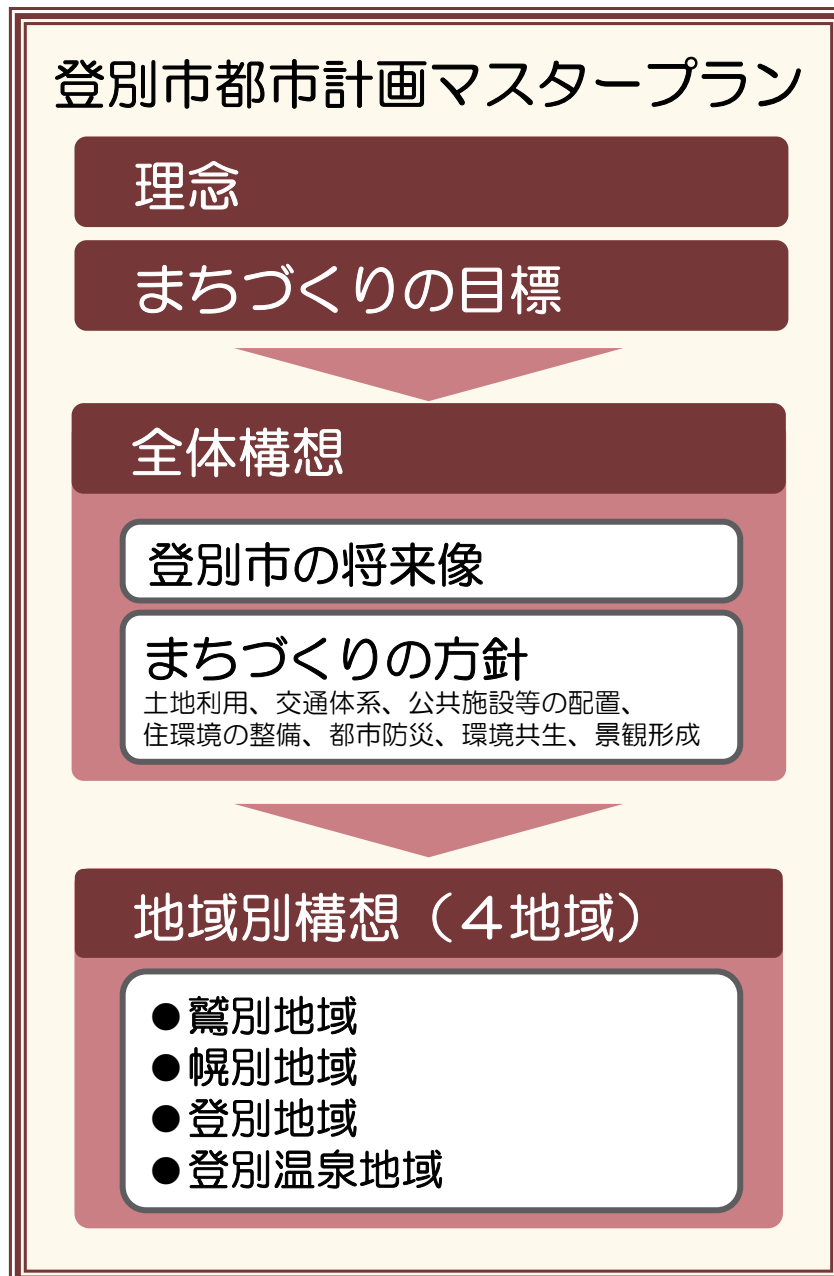 登別市都市計画マスタープラン
理念
まちづくりの目標
全体構想
登別市の将来像
まちづくりの方針
土地利用、交通体系、公共施設等の配置、
住環境の整備、都市防災、環境共生、景観形成
地域別構想（４地域）
●鷲別地域
●幌別地域
●登別地域
●登別温泉地域